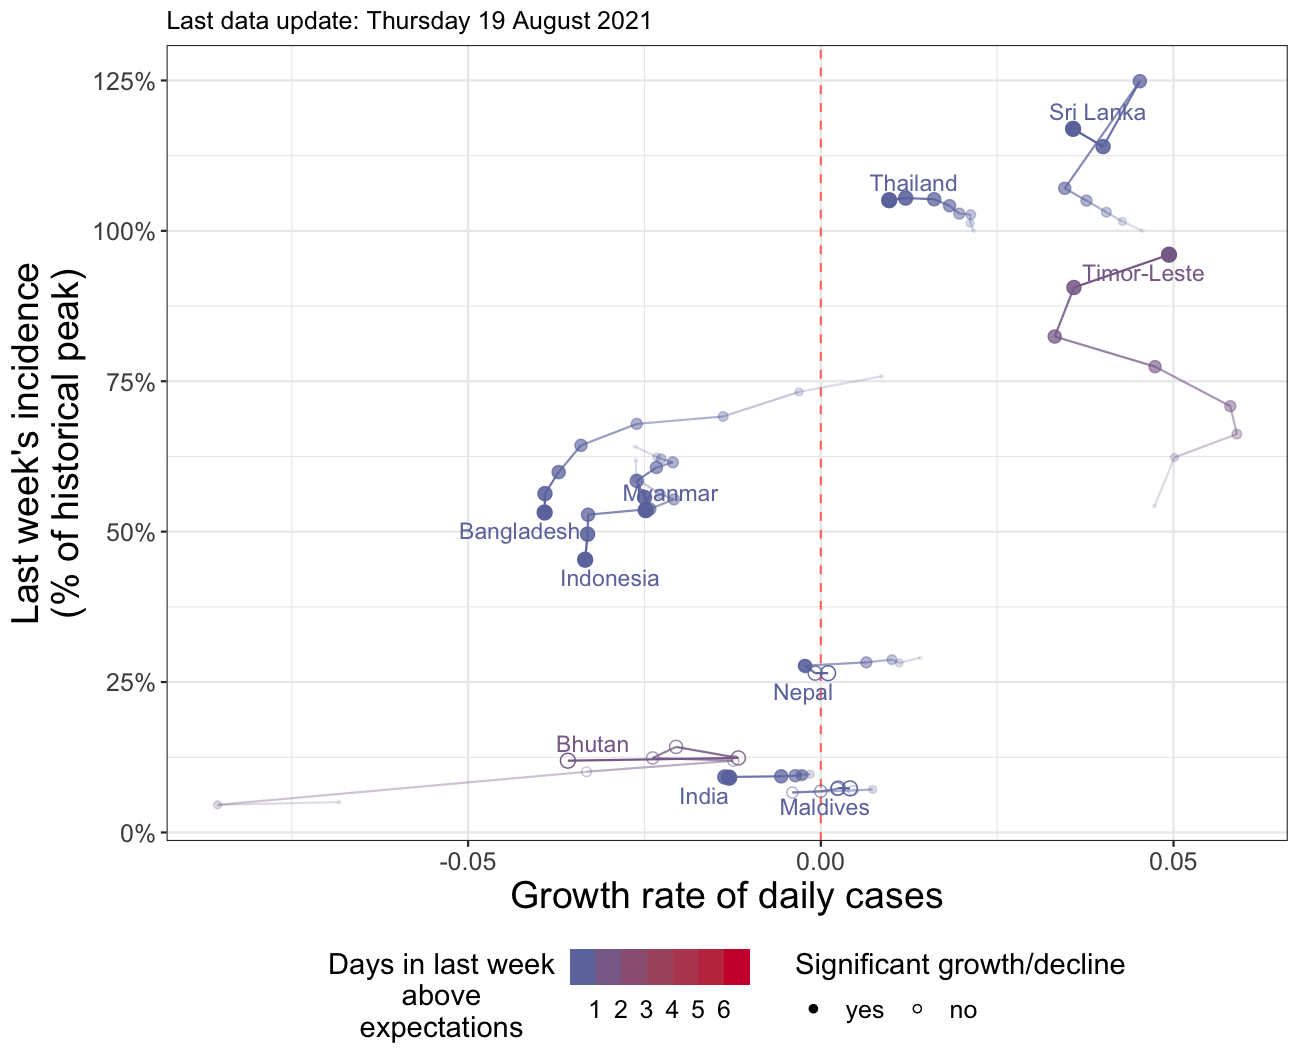 Last data update: Thursday 19 August 2021
Last week's incidence
(% of historical peak)
125%
100%
75%
50%
25%
0%
Sri Lanka
Thailand
Timor-Leste
Myanmar
Bangladesh
Indonesia
Nepal
Bhutan
India
Maldives
-0.05
0.00
0.05
Growth rate of daily cases
Days in last week
above
expectations
1 2 3 4 5 6
Significant growth/decline
yes
no